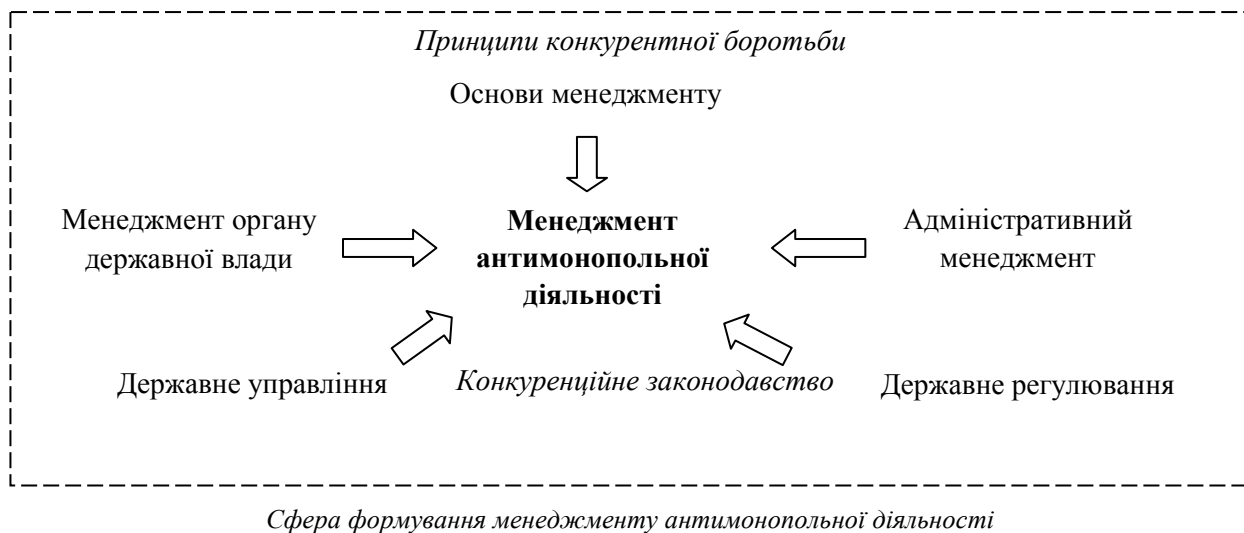 Принципи конкурентної боротьби
Основи менеджменту
Менеджмент органу
державної влади
Менеджмент
антимонопольної
діяльності
Адміністративний
менеджмент
Державне управління
Конкуренційне законодавство
Державне регулювання
Сфера формування менеджменту антимонопольної діяльності